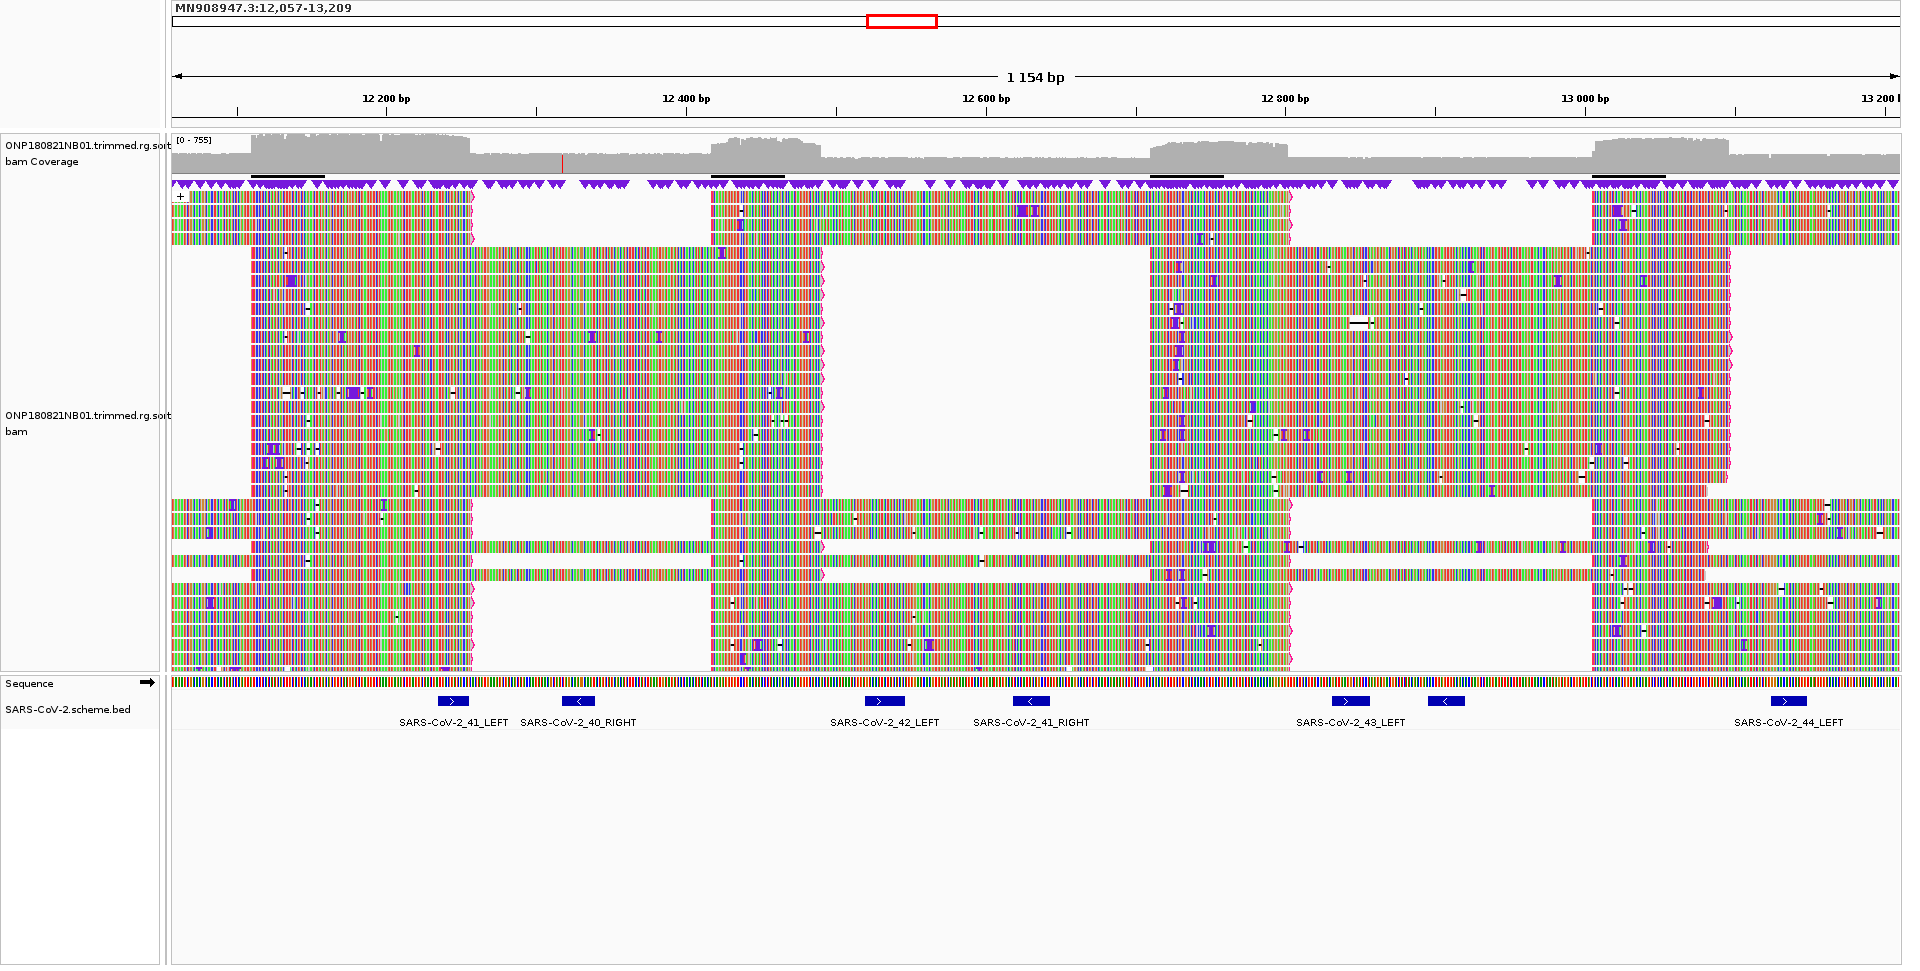 MN908947.3:12,057-13,209
1 154 bp
12 200 bp
12 400 bp
12 600 bp
12 800 bp
13 000 bp
13 200 l
ONP180821NB01.trimmed.rg.sort
bam Coverage
[0 - 755]
ONP180821NB01.trimmed.rg.sort
bam
Sequence
SARS-CoV-2.scheme.bed
SARS-CoV-2_41_LEFT
SARS-CoV-2_40_RIGHT
SARS-CoV-2_42_LEFT
SARS-CoV-2_41_RIGHT
SARS-CoV-2_43_LEFT
SARS-CoV-2_44_LEFT